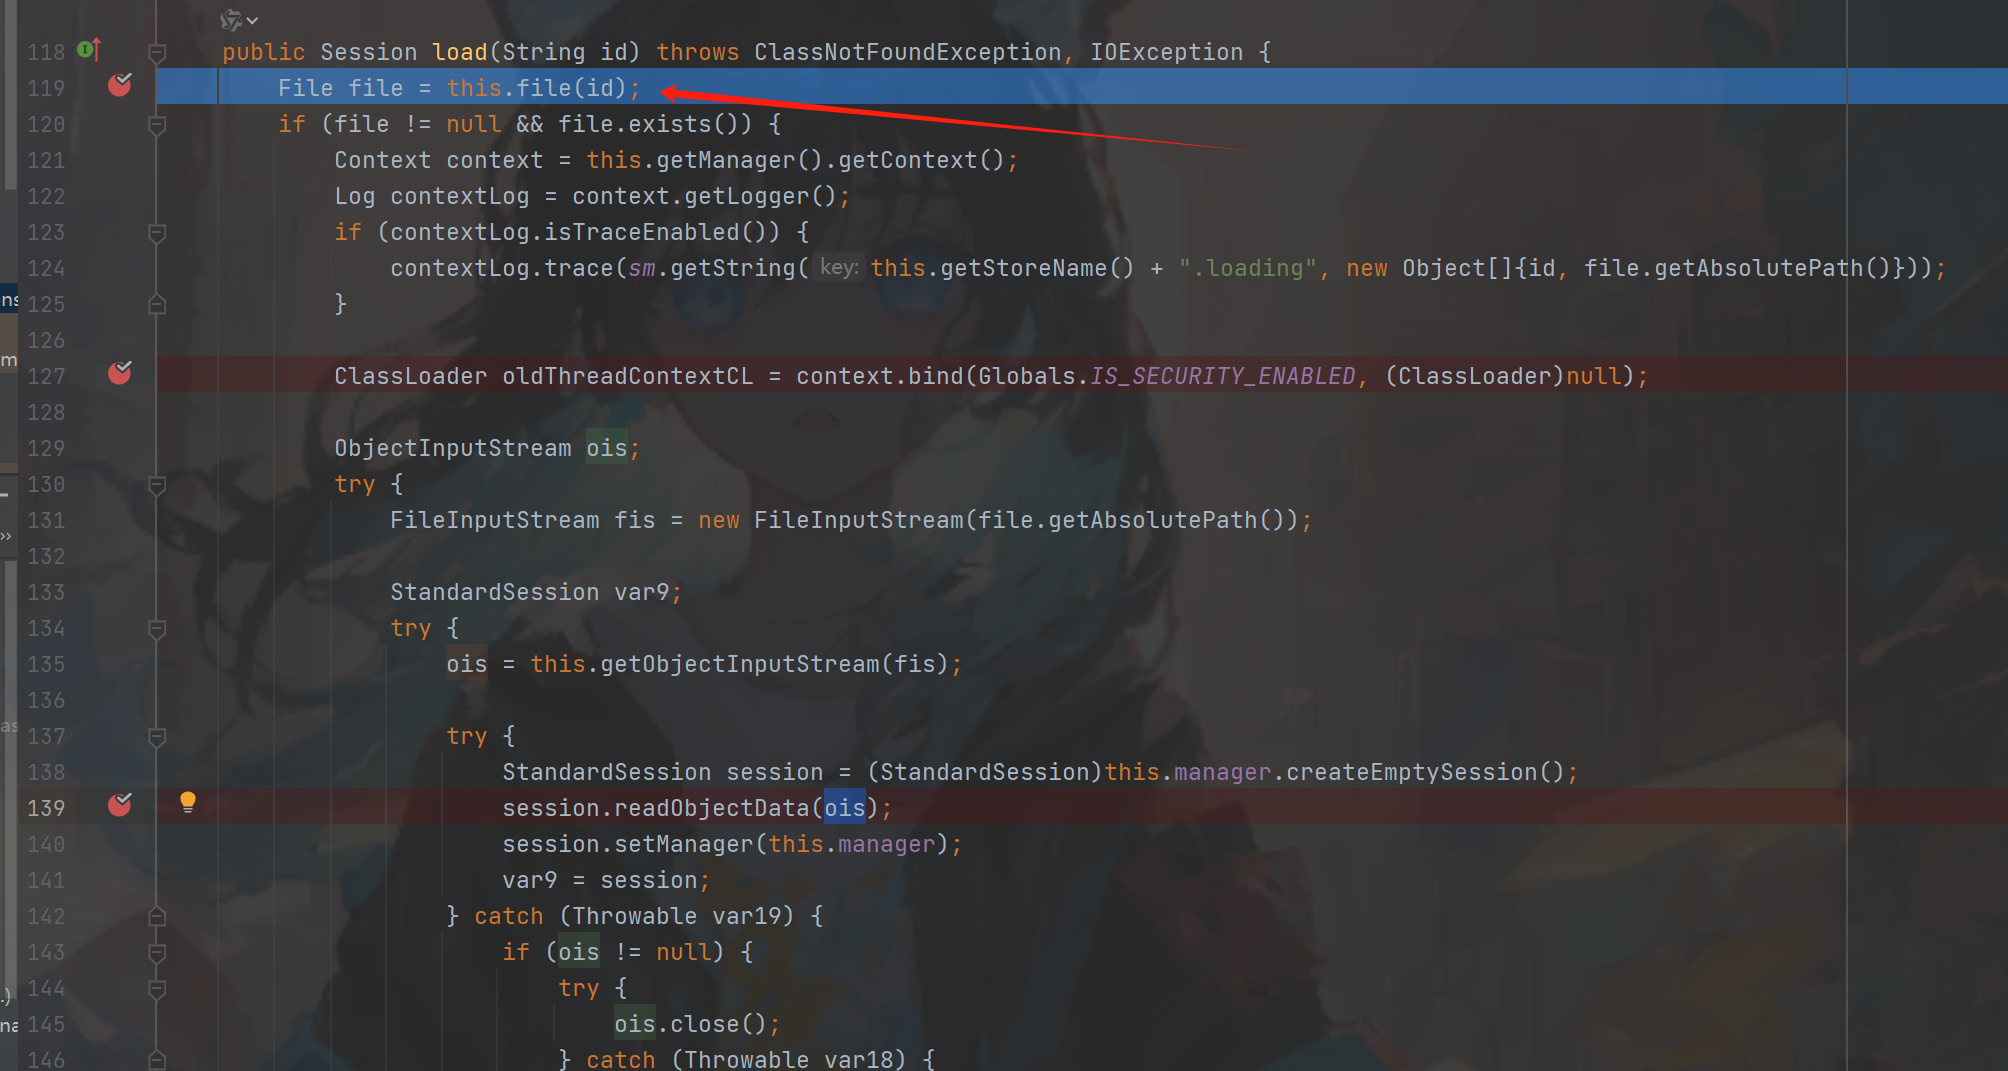 118 public Session load(String id) throws ClassNotFoundException, IOException {
119 File file = this.file(id);
120 if (file != null && file.exists()) {
121 Context context = this.getManager().getContext();
122 Log contextLog = context.getLogger();
123 if (contextLog.isTraceEnabled()) {
124 contextLog.trace(sm.getString( key: this.getStoreName() + ".loading", new Object[]{id, file.getAbsolutePath()}));
125 }
126
127 ClassLoader oldThreadContextCL = context.bind(Globals.IS_SECURITY_ENABLED, (ClassLoader)null);
128
129 ObjectInputStream ois;
130 try {
131 FileInputStream fis = new FileInputStream(file.getAbsolutePath());
132
133 StandardSession var9;
134 try {
135 ois = this.getObjectInputStream(fis);
136
137 try {
138 StandardSession session = (StandardSession)this.manager.createEmptySession();
139 session.readObjectData(ois);
140 session.setManager(this.manager);
141 var9 = session;
142 } catch (Throwable var19) {
143 if (ois != null) {
144 try {
145 ois.close();
146 } catch (Throwable var18) {